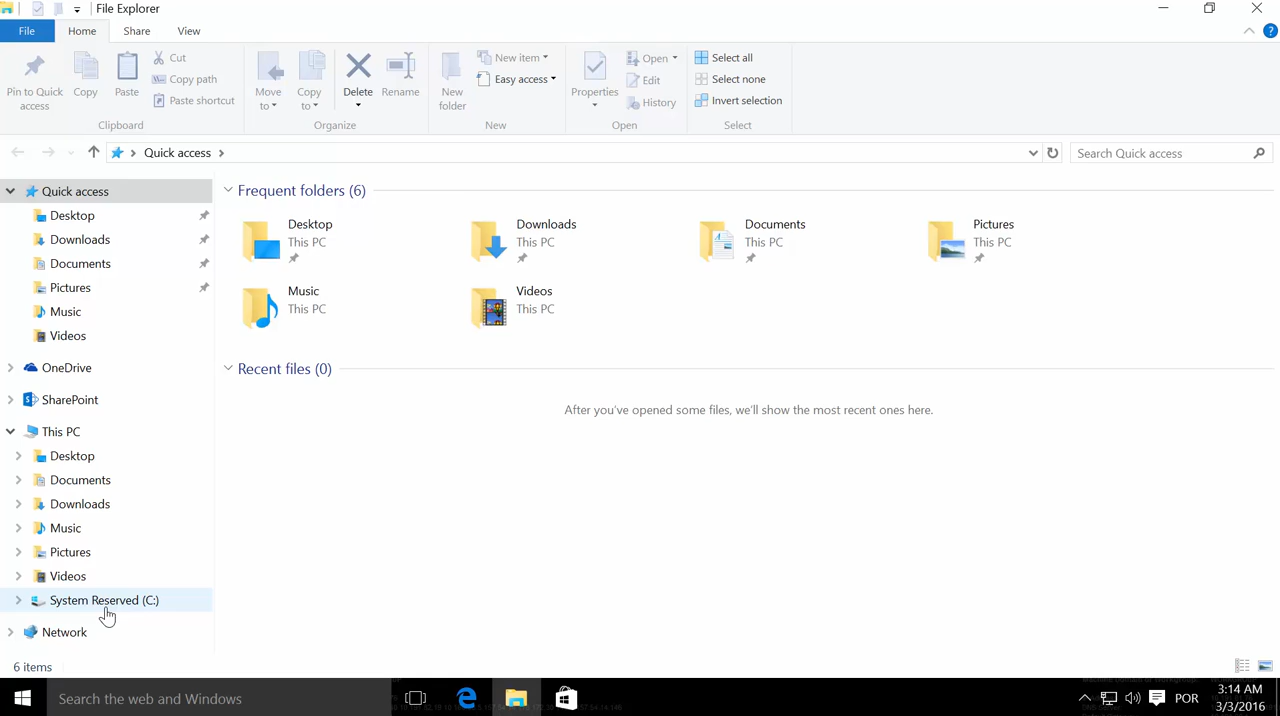 File Explorer
File Home Share View
Pin to Quick access
Copy
Paste
Cut
Copy path
Paste shortcut
Clipboard
Move to
Copy to
Delete
Rename
Organize
New folder
New item
Easy access
New
Properties
Open
Edit
History
Open
Select all
Select none
Invert selection
Select
Quick access
Search Quick access
Quick access
Desktop
Downloads
Documents
Pictures
Music
Videos
OneDrive
SharePoint
This PC
Desktop
Documents
Downloads
Music
Pictures
Videos
System Reserved (C:)
Network
Frequent folders (6)
Desktop
This PC
Downloads
This PC
Documents
This PC
Pictures
This PC
Music
This PC
Videos
This PC
Recent files (0)
After you've opened some files, we'll show the most recent ones here.
6 items
Search the web and Windows
POR
3:14 AM
3/3/2016